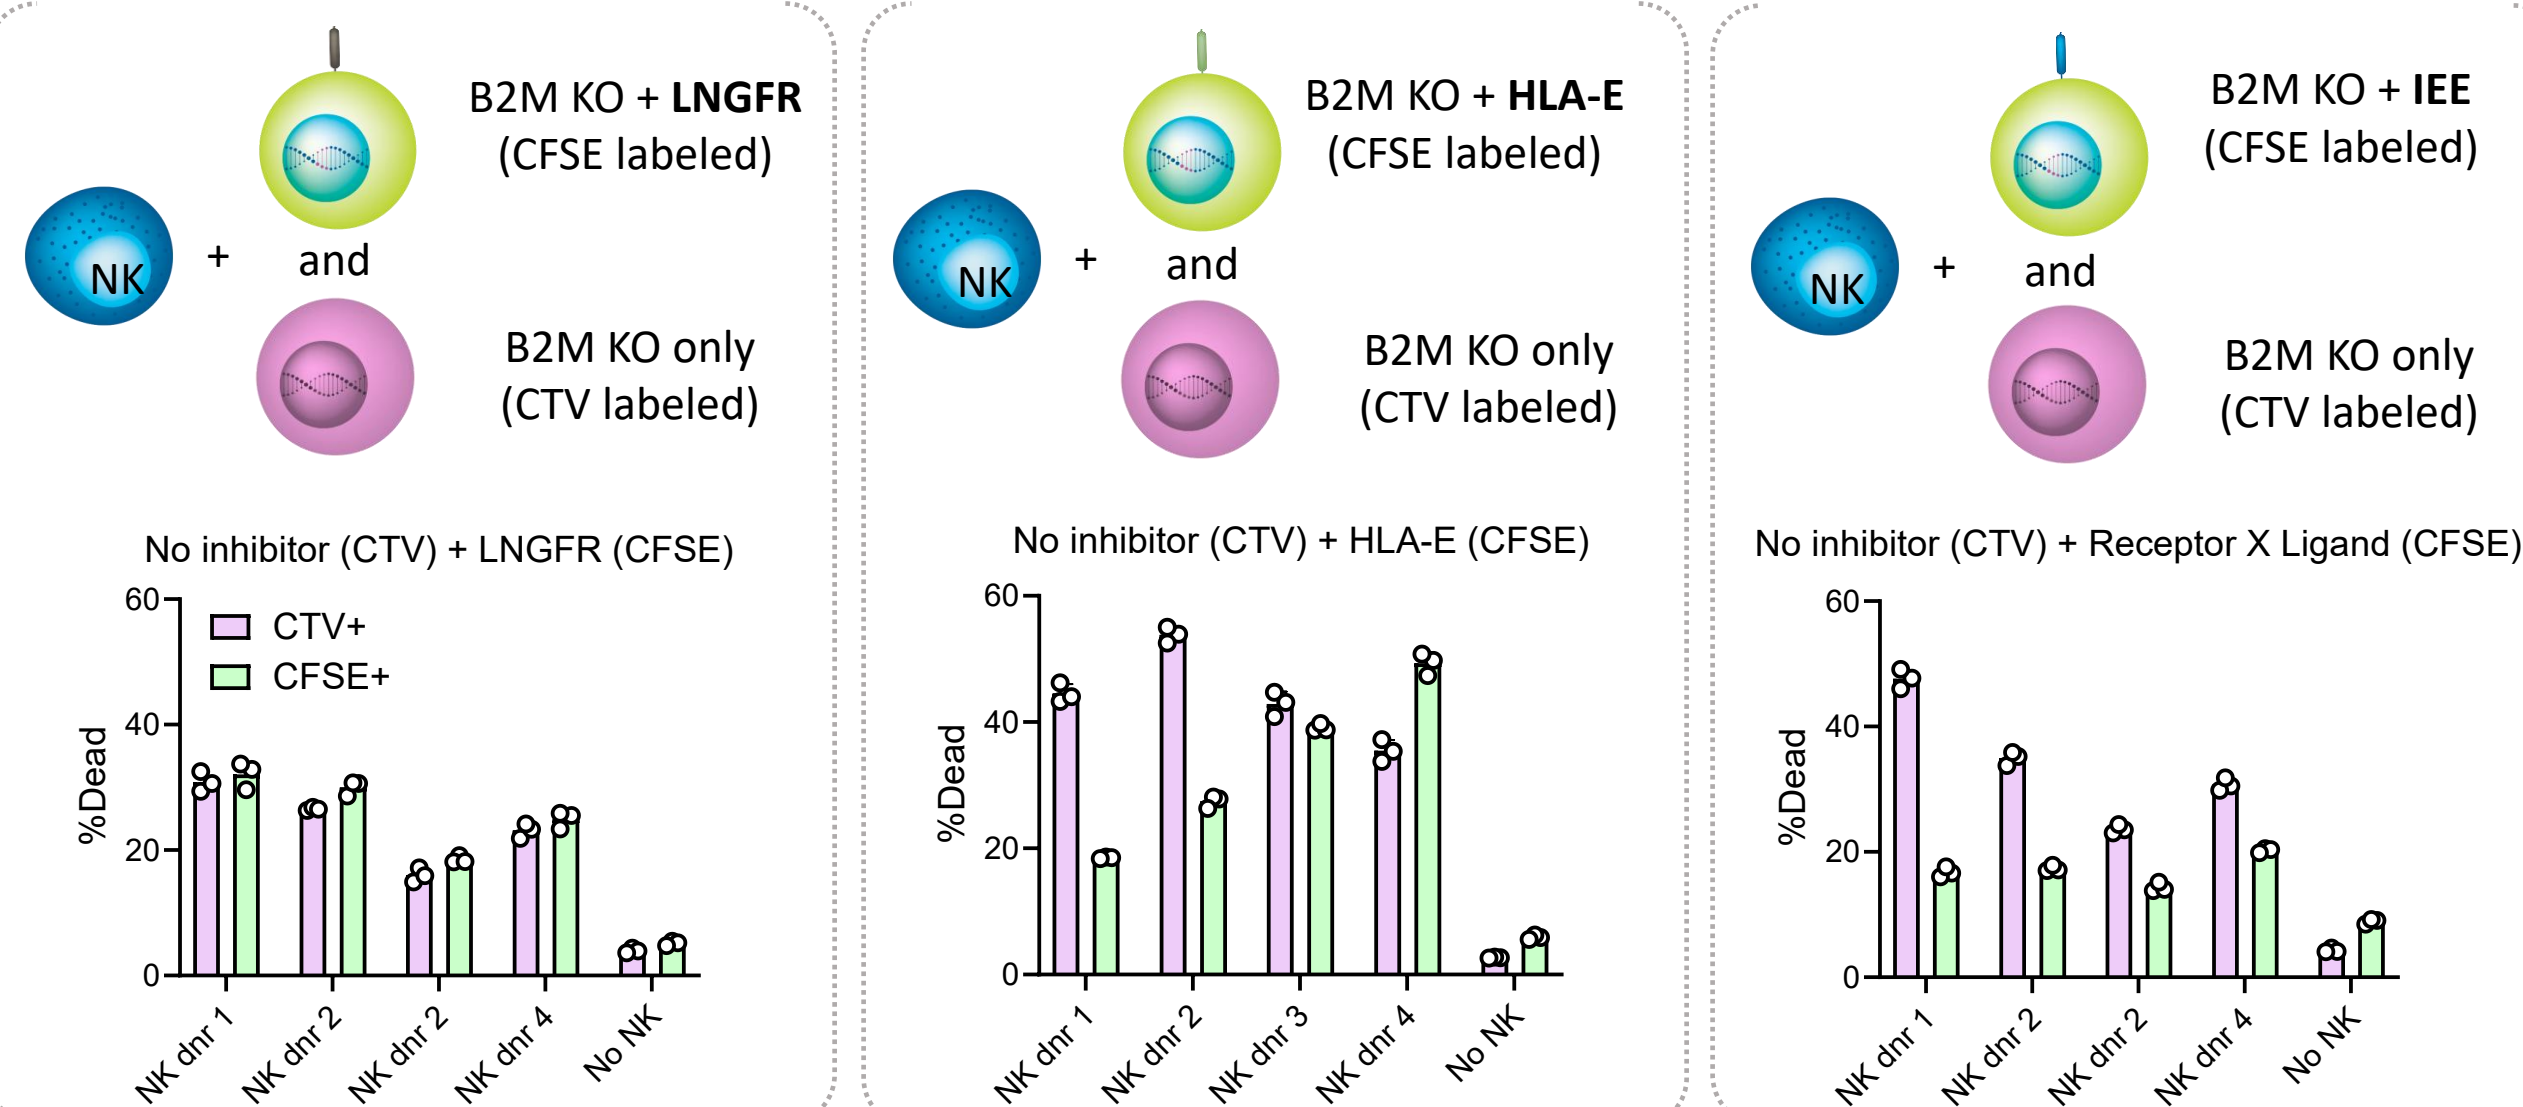 B2M KO + LNGFR
(CFSE labeled)
NK
+
and
B2M KO only
(CTV labeled)
No inhibitor (CTV) + LNGFR (CFSE)
60
40
20
0
%Dead
CTV+
CFSE+
NK dnr 1
NK dnr 2
NK dnr 2
NK dnr 4
No NK
B2M KO + HLA-E
(CFSE labeled)
NK
+
and
B2M KO only
(CTV labeled)
No inhibitor (CTV) + HLA-E (CFSE)
60
40
20
0
%Dead
NK dnr 1
NK dnr 2
NK dnr 3
NK dnr 4
No NK
B2M KO + IEE
(CFSE labeled)
NK
+
and
B2M KO only
(CTV labeled)
No inhibitor (CTV) + Receptor X Ligand (CFSE)
60
40
20
0
%Dead
NK dnr 1
NK dnr 2
NK dnr 2
NK dnr 4
No NK